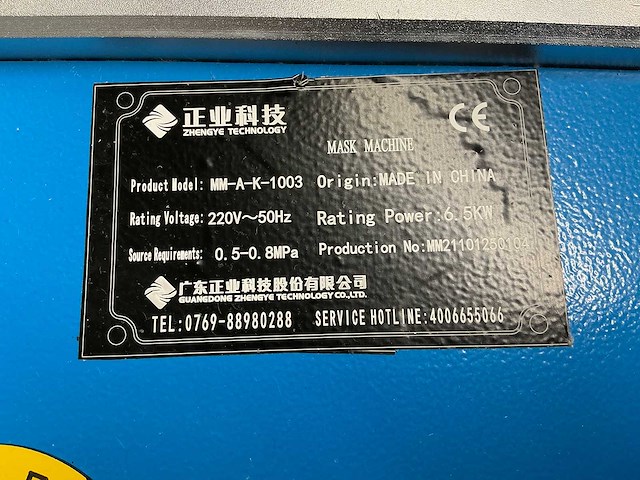 正业科技
ZHENGYE TECHNOLOGY
CE
MASK MACHINE
Product Model: MM-A-K-1003 Origin:MADE IN CHINA
Rating Voltage: 220V~50Hz Rating Power:6.5KW
Source Requirements: 0.5-0.8MPa Production No:MM21101250104
广东正业科技股份有限公司
GUANGDONG ZHENGYE TECHNOLOGY CO.,LTD.
TEL:0769-88980288 SERVICE HOTLINE:4006655066